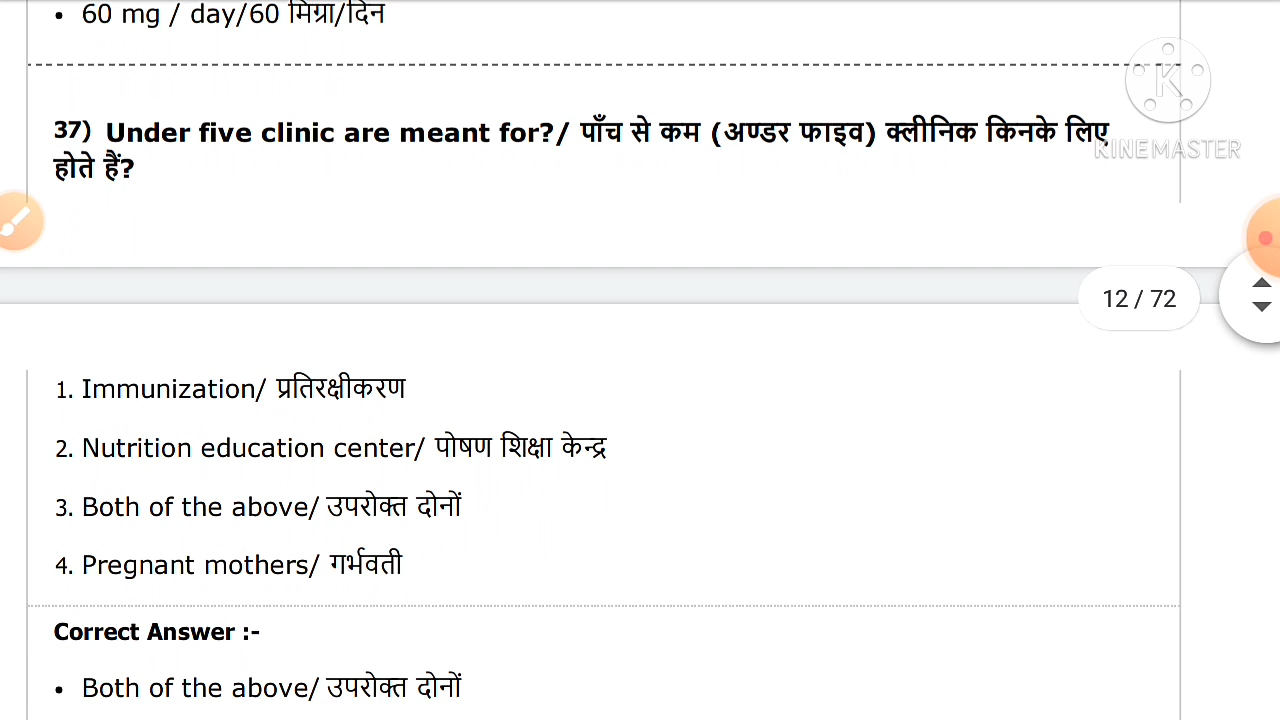 • 60 mg / day/60 मिग्रा/दिन
37) Under five clinic are meant for?/ पाँच से कम (अण्डर फाइव) क्लीनिक किनके लिए
होते हैं?
K
KINEMASTER
12 / 72
1. Immunization/ प्रतिरक्षीकरण
2. Nutrition education center/ पोषण शिक्षा केन्द्र
3. Both of the above/ उपरोक्त दोनों
4. Pregnant mothers/ गर्भवती
Correct Answer :-
• Both of the above/ उपरोक्त दोनों